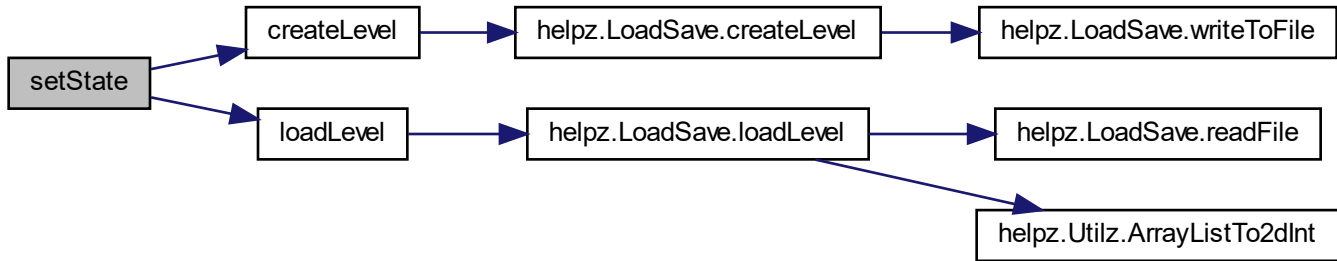 setState
createLevel
helpz.LoadSave.createLevel
helpz.LoadSave.writeToFile
loadLevel
helpz.LoadSave.loadLevel
helpz.LoadSave.readFile
helpz.Utilz.ArrayListTo2dInt